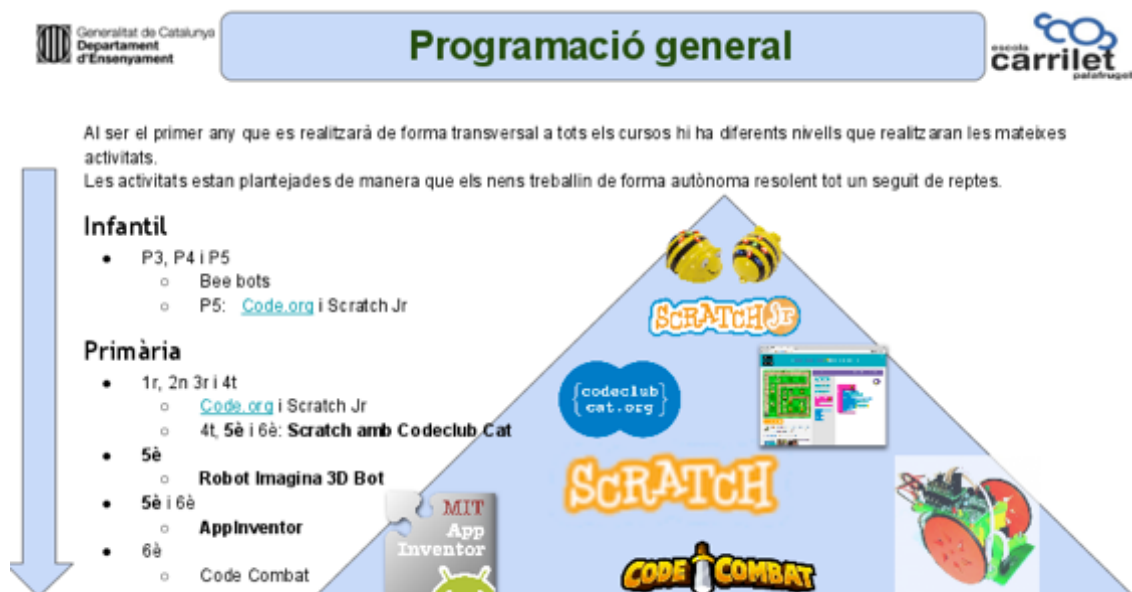 Generalitat de Catalunya
Departament
d'Ensenyament
Programació general
escola
carrilet
palafrugell
Al ser el primer any que es realitzarà de forma transversal a tots els cursos hi ha diferents nivells que realitzaran les mateixes
activitats.
Les activitats estan plantejades de manera que els nens treballin de forma autònoma resolent tot un seguit de reptes.
Infantil
● P3, P4 i P5
○ Bee bots
○ P5: Code.org i Scratch Jr
Primària
● 1r, 2n 3r i 4t
○ Code.org i Scratch Jr
○ 4t, 5è i 6è: Scratch amb Codeclub Cat
● 5è
○ Robot Imagina 3D Bot
● 5è i 6è
○ AppInventor
● 6è
○ Code Combat
SCRATCH Jr
{codeclub
cat.org}
SCRATCH
MIT
App
Inventor
CODE COMBAT